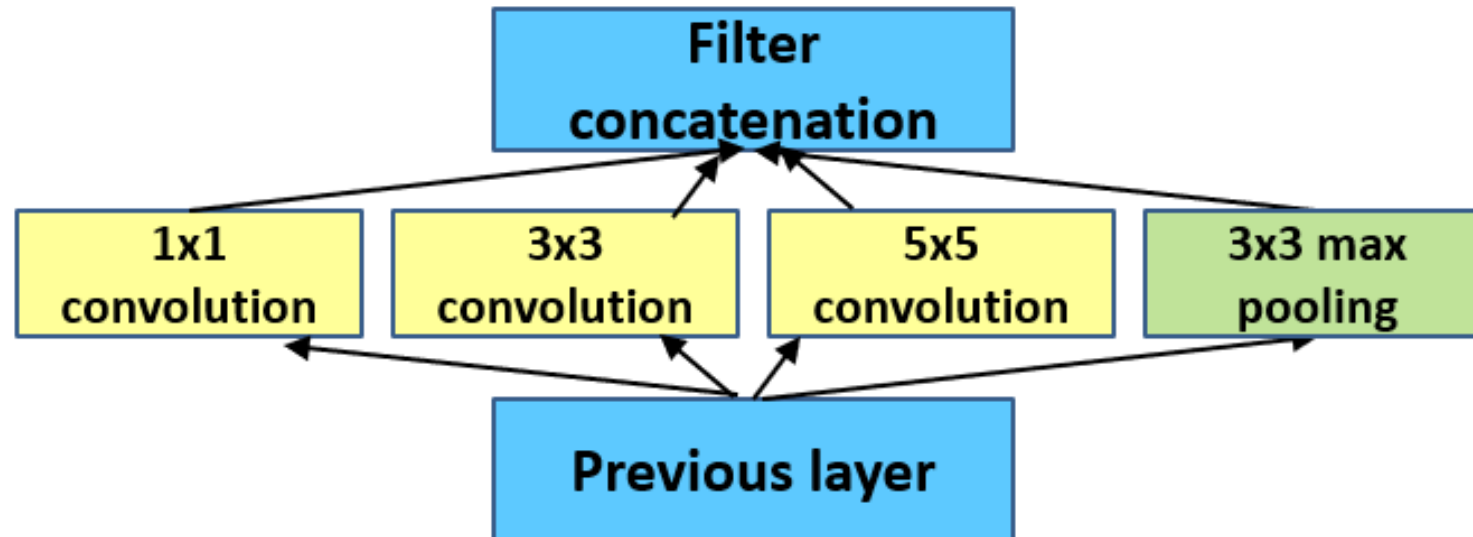 Filter
concatenation
1x1
convolution
3x3
convolution
5x5
convolution
3x3 max
pooling
Previous layer